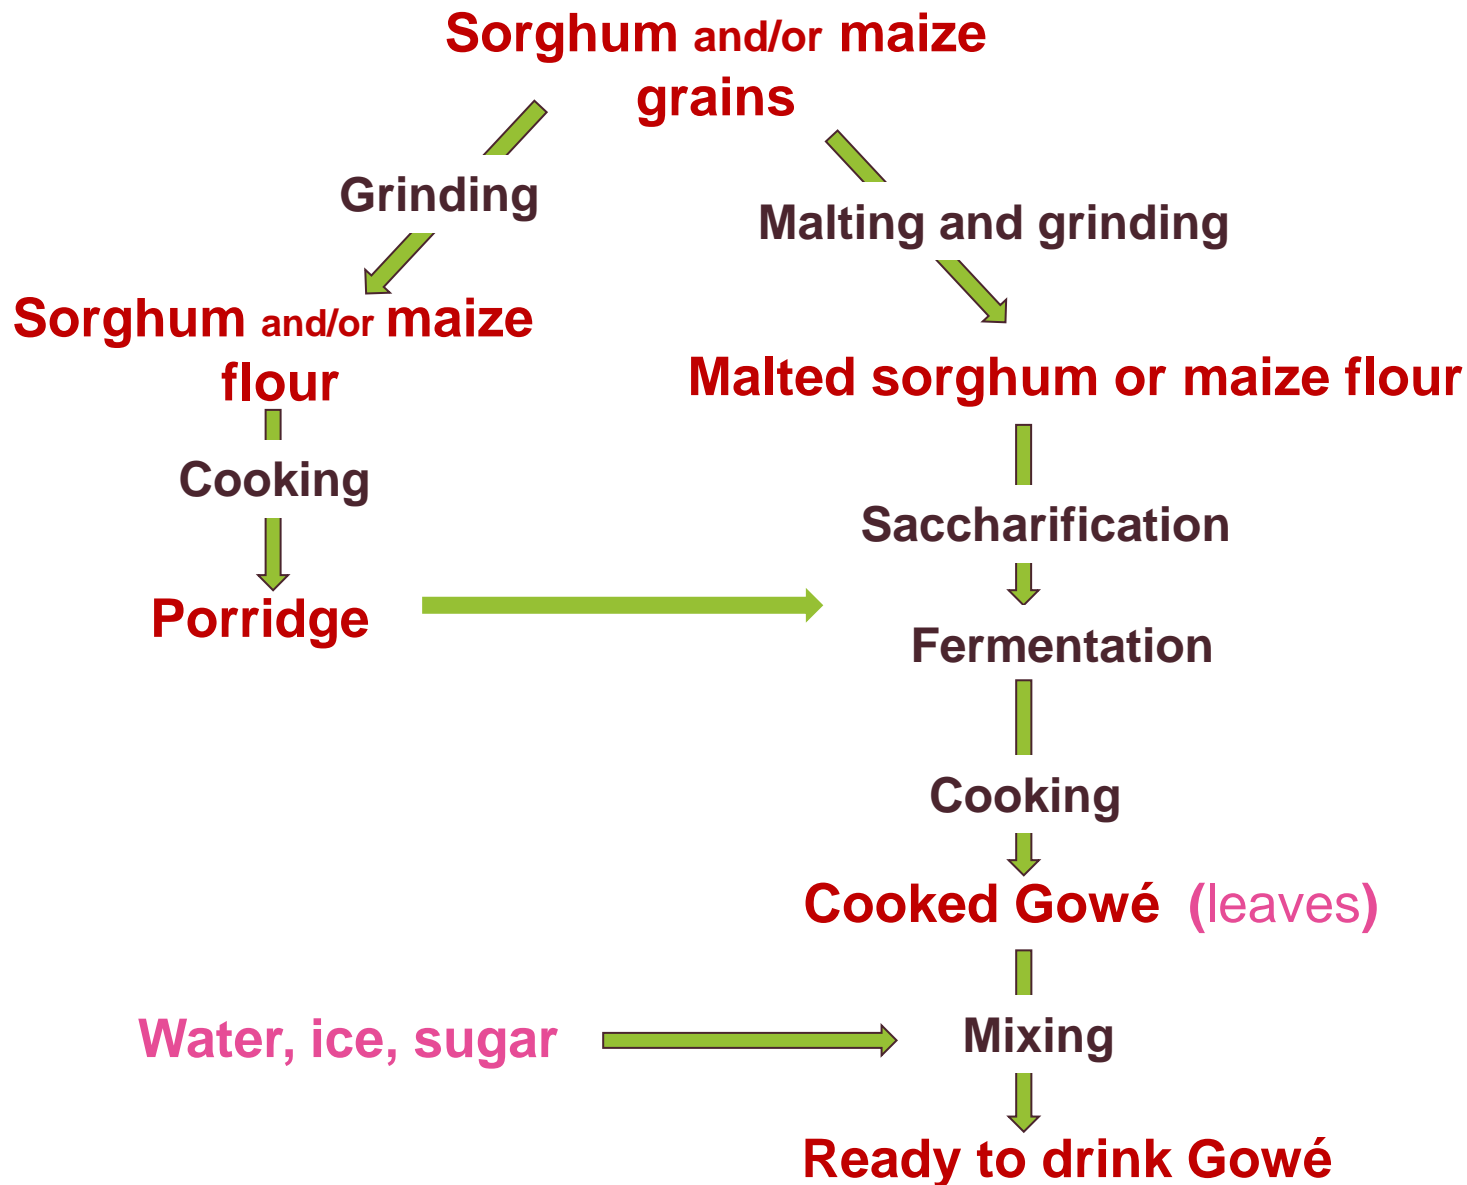 Sorghum and/or maize
grains
Grinding
Malting and grinding
Sorghum and/or maize
flour
Malted sorghum or maize flour
Cooking
Saccharification
Porridge
Fermentation
Cooking
Cooked Gowé (leaves)
Water, ice, sugar
Mixing
Ready to drink Gowé